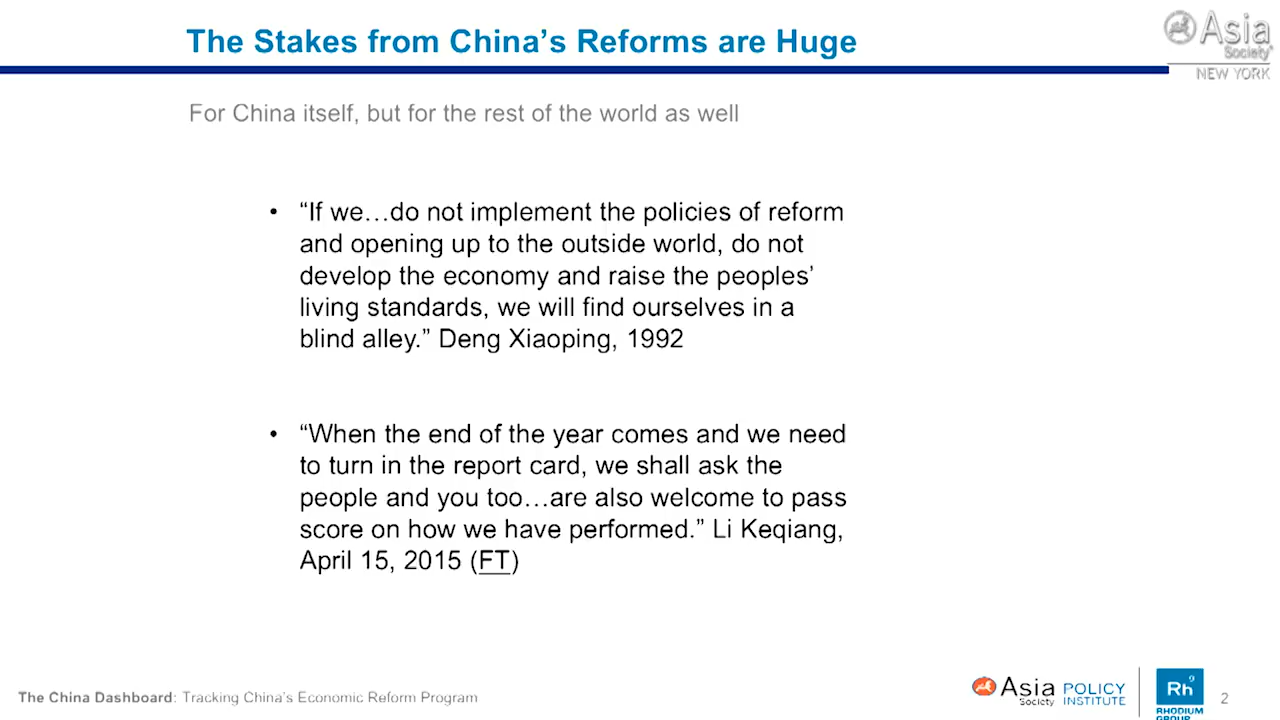 The Stakes from China’s Reforms are Huge
Asia
Society
NEW YORK
For China itself, but for the rest of the world as well
• “If we…do not implement the policies of reform
and opening up to the outside world, do not
develop the economy and raise the peoples’
living standards, we will find ourselves in a
blind alley.” Deng Xiaoping, 1992
• “When the end of the year comes and we need
to turn in the report card, we shall ask the
people and you too…are also welcome to pass
score on how we have performed.” Li Keqiang,
April 15, 2015 (FT)
The China Dashboard: Tracking China’s Economic Reform Program
Asia
Society
POLICY
INSTITUTE
9
Rh
RHODIUM
GROUP
2